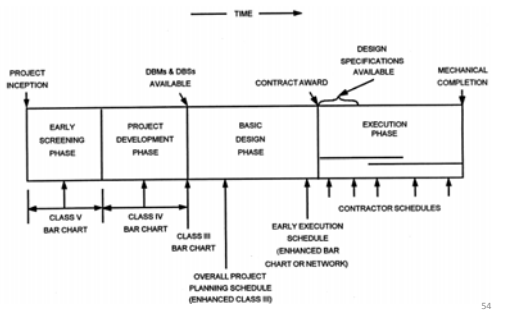 TIME
DESIGN
SPECIFICATIONS
AVAILABLE
PROJECT
INCEPTION
DBMs & DBSs
AVAILABLE
CONTRACT AWARD
MECHANICAL
COMPLETION
EARLY
SCREENING
PHASE
PROJECT
DEVELOPMENT
PHASE
BASIC
DESIGN
PHASE
EXECUTION
PHASE
CLASS V
BAR CHART
CLASS IV
BAR CHART
CLASS III
BAR CHART
CONTRACTOR SCHEDULES
EARLY EXECUTION
SCHEDULE
(ENHANCED BAR
CHART OR NETWORK)
OVERALL PROJECT
PLANNING SCHEDULE
(ENHANCED CLASS III)
54